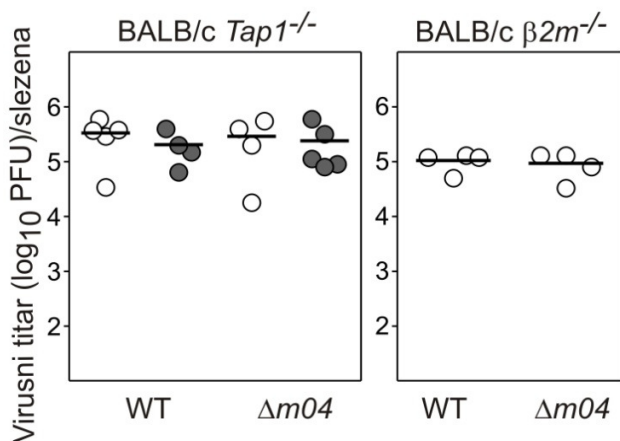 BALB/c Tap1-/-
BALB/c β2m-/-
Virusni titar (log10 PFU)/slezena
6
5
4
3
2
6
5
4
3
2
WT
Δm04
WT
Δm04